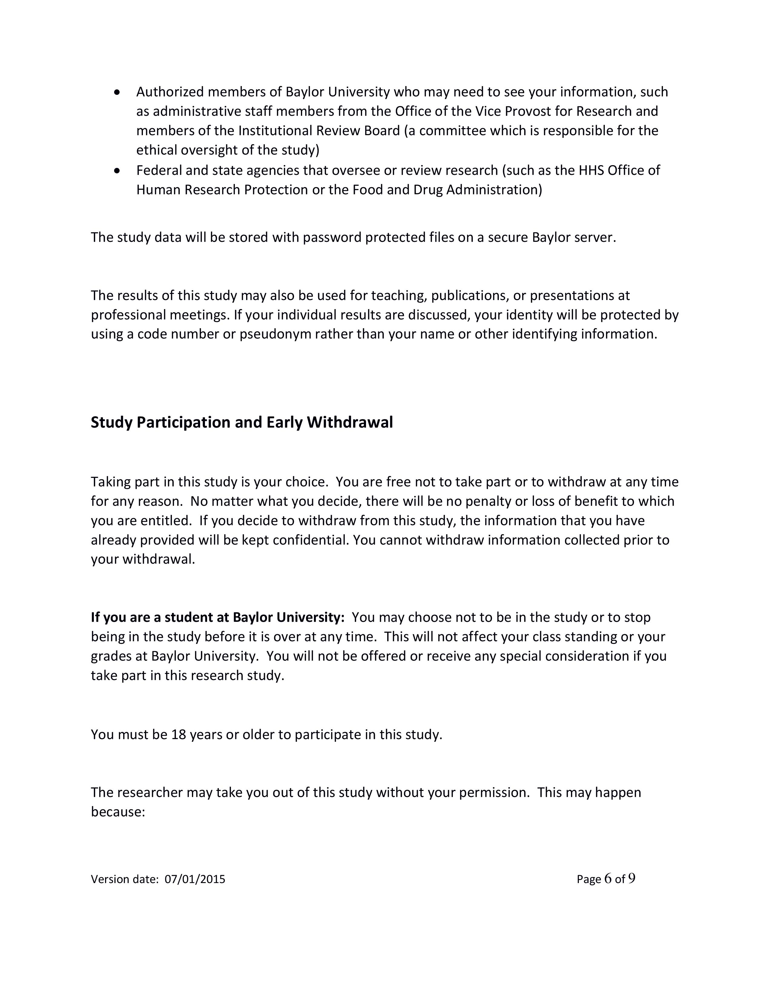 • Authorized members of Baylor University who may need to see your information, such
as administrative staff members from the Office of the Vice Provost for Research and
members of the Institutional Review Board (a committee which is responsible for the
ethical oversight of the study)
• Federal and state agencies that oversee or review research (such as the HHS Office of
Human Research Protection or the Food and Drug Administration)
The study data will be stored with password protected files on a secure Baylor server.
The results of this study may also be used for teaching, publications, or presentations at
professional meetings. If your individual results are discussed, your identity will be protected by
using a code number or pseudonym rather than your name or other identifying information.
Study Participation and Early Withdrawal
Taking part in this study is your choice.  You are free not to take part or to withdraw at any time
for any reason.  No matter what you decide, there will be no penalty or loss of benefit to which
you are entitled.  If you decide to withdraw from this study, the information that you have
already provided will be kept confidential. You cannot withdraw information collected prior to
your withdrawal.
If you are a student at Baylor University:  You may choose not to be in the study or to stop
being in the study before it is over at any time.  This will not affect your class standing or your
grades at Baylor University.  You will not be offered or receive any special consideration if you
take part in this research study.
You must be 18 years or older to participate in this study.
The researcher may take you out of this study without your permission.  This may happen
because:
Version date:  07/01/2015 Page 6 of 9